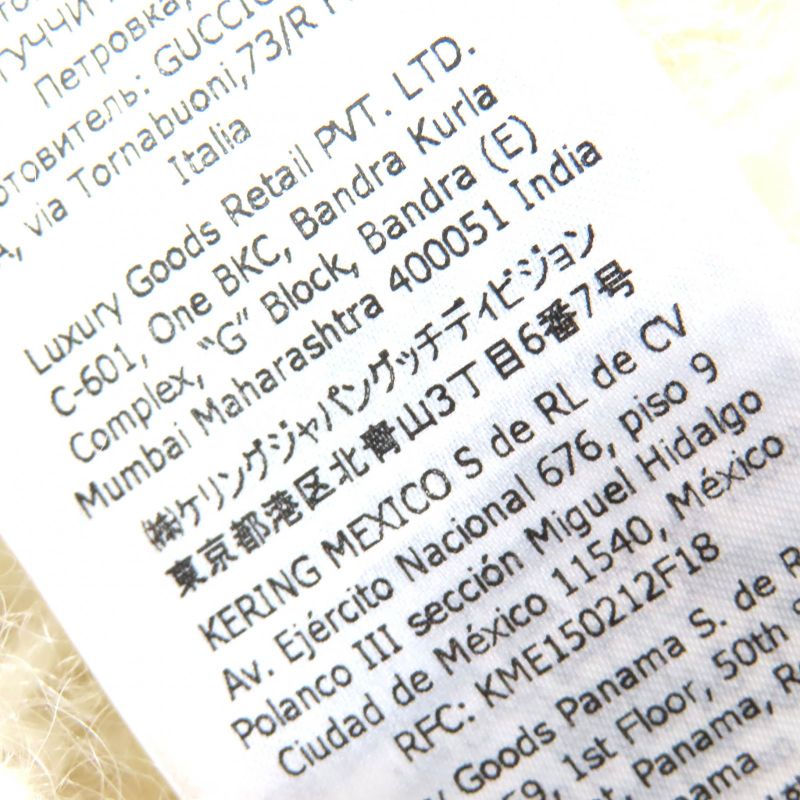 ГУЧЧИ
Петровка,
отовитель: GUCCIO
A, via Tornabuoni,73/R
Italia
Luxury Goods Retail PVT. LTD.
C-601, One BKC, Bandra Kurla
Complex, “G” Block, Bandra (E)
Mumbai Maharashtra 400051 India
㈱ケリングジャパングッチディビジョン
東京都港区北青山3丁目6番7号
KERING MEXICO S de RL de CV
Av. Ejército Nacional 676, piso 9
Polanco III sección Miguel Hidalgo
Ciudad de México 11540, México
RFC: KME150212F18
y Goods Panama S. de R
59, 1st Floor, 50th
t, Panama, Re
anama